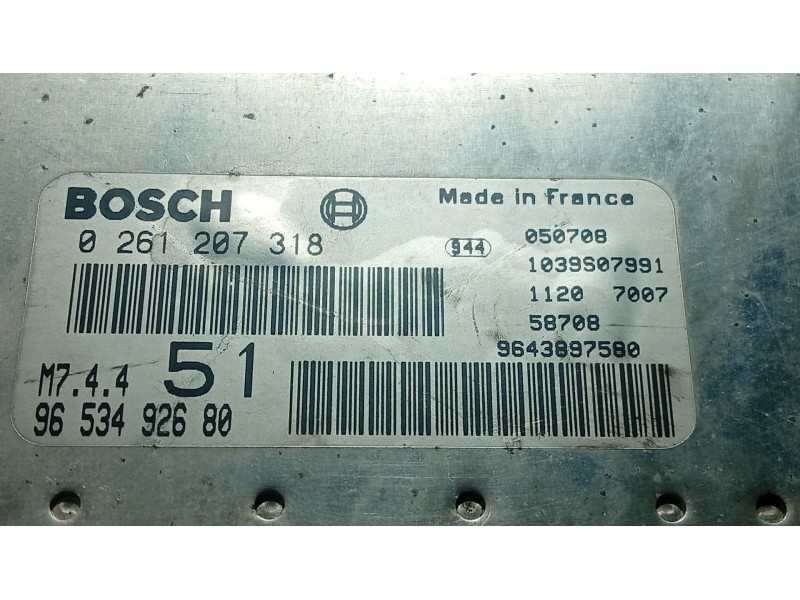 BOSCH
Made in France
0 261 207 318
944
050708
1039S07991
1120 7007
58708
9643897580
M7.4.4
51
96 534 926 80